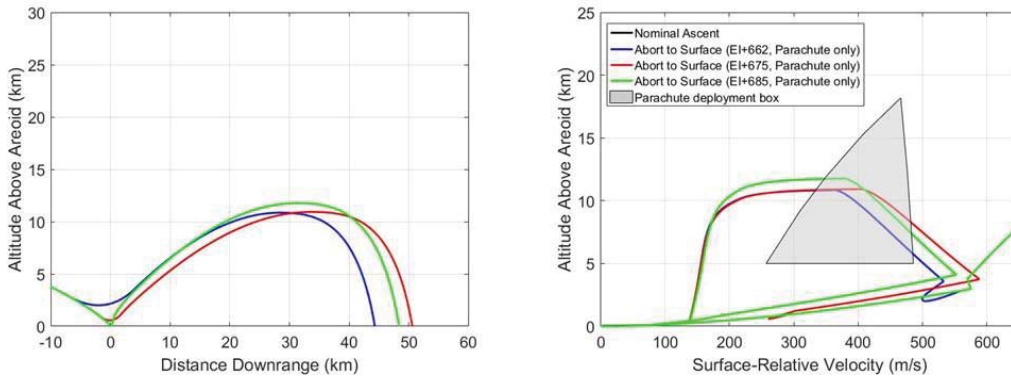 30
25
20
15
10
5
0
-10 0 10 20 30 40 50 60
Altitude Above Areoid (km)
Distance Downrange (km)
25
20
15
10
5
0
0 100 200 300 400 500 600
Altitude Above Areoid (km)
Surface-Relative Velocity (m/s)
Nominal Ascent
Abort to Surface (EI+662, Parachute only)
Abort to Surface (EI+675, Parachute only)
Abort to Surface (EI+685, Parachute only)
Parachute deployment box